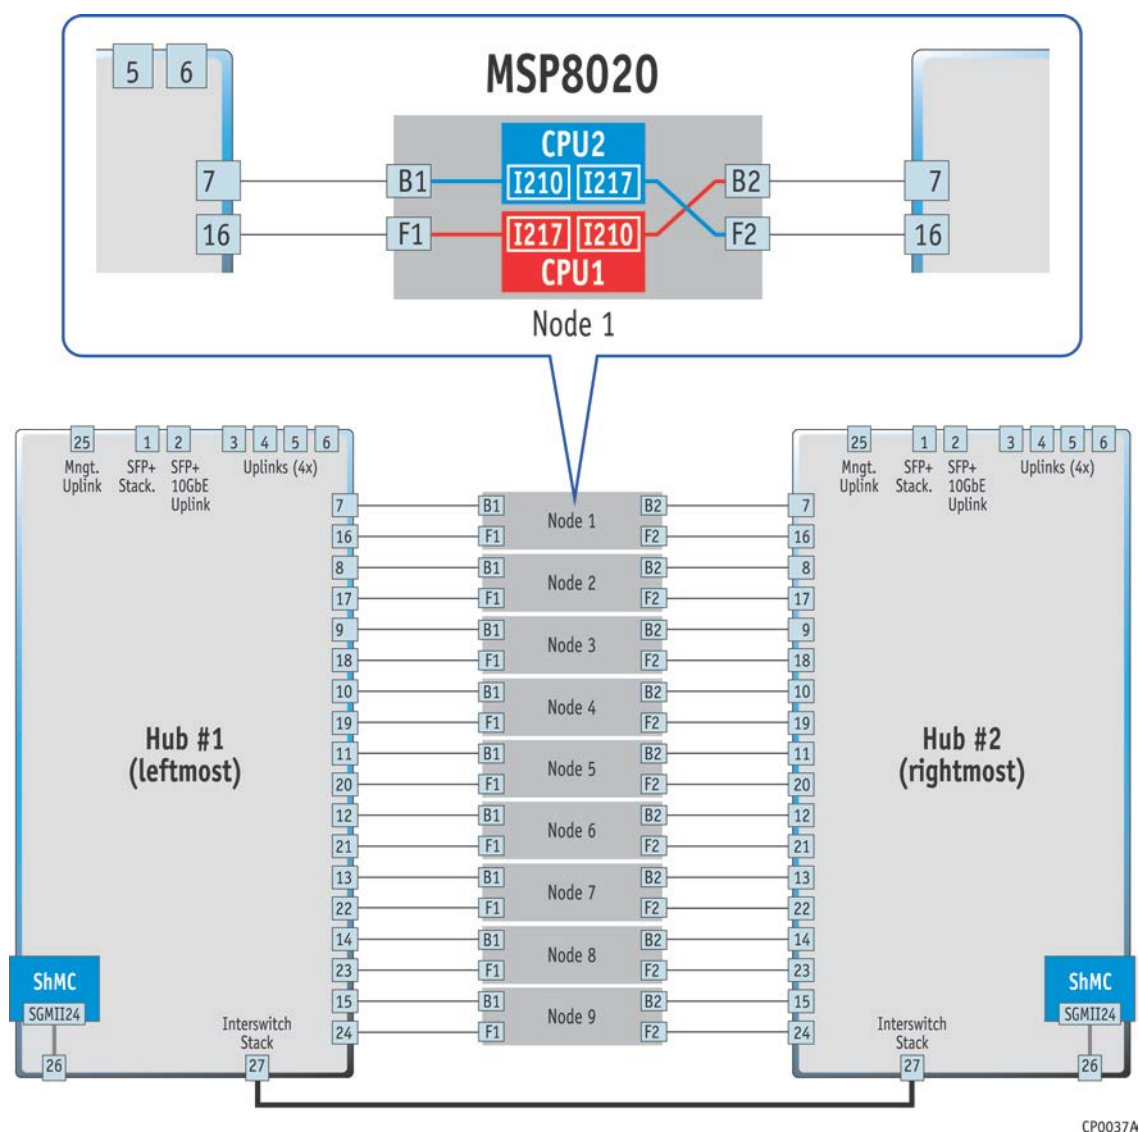 5 6
MSP8020
CPU2
7 B1 I210 I217 B2 7
16 F1 I217 I210 F2 16
CPU1
Node 1
25 1 2 3 4 5 6
Mngt. Uplink
SFP+ Stack.
SFP+ 10GbE Uplink
Uplinks (4x)
25 1 2 3 4 5 6
Mngt. Uplink
SFP+ Stack.
SFP+ 10GbE Uplink
Uplinks (4x)
7 B1 Node 1 B2 7
16 F1 F2 16
8 B1 Node 2 B2 8
17 F1 F2 17
9 B1 Node 3 B2 9
18 F1 F2 18
10 B1 Node 4 B2 10
19 F1 F2 19
Hub #1
(leftmost)
Hub #2
(rightmost)
11 B1 Node 5 B2 11
20 F1 F2 20
12 B1 Node 6 B2 12
21 F1 F2 21
13 B1 Node 7 B2 13
22 F1 F2 22
14 B1 Node 8 B2 14
23 F1 F2 23
15 B1 Node 9 B2 15
24 F1 F2 24
ShMC
SGMII24
26
Interswitch
Stack
27
Interswitch
Stack
27
ShMC
SGMII24
26
CP0037A